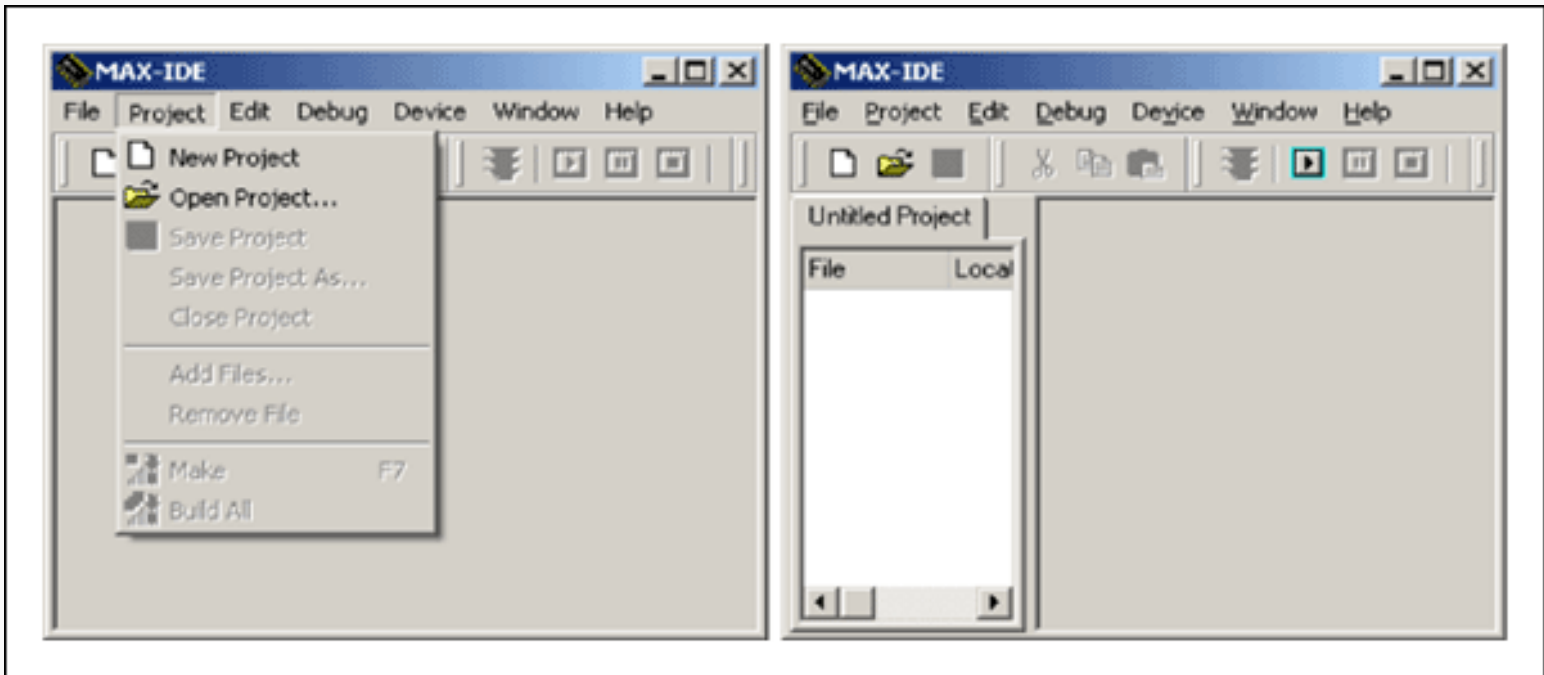 MAX-IDE
File Project Edit Debug Device Window Help
New Project
Open Project...
Save Project
Save Project As...
Close Project
Add Files...
Remove File
Make F7
Build All
MAX-IDE
File Project Edit Debug Device Window Help
Untitled Project
File Local